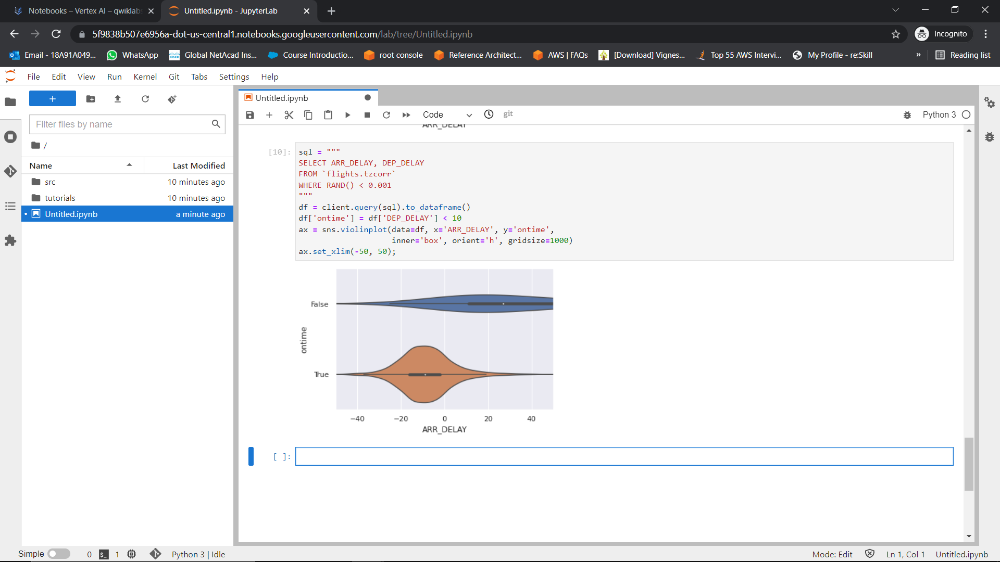 Notebooks – Vertex AI – qwiklabs
Untitled.ipynb - JupyterLab
5f9838b507e6956a-dot-us-central1.notebooks.googleusercontent.com/lab/tree/Untitled.ipynb
Incognito
Email - 18A91A049...
WhatsApp
Global NetAcad Ins...
Course Introductio...
root console
Reference Architect...
AWS | FAQs
[Download] Vignes...
Top 55 AWS Intervi...
My Profile - re:Skill
»
Reading list
File Edit View Run Kernel Git Tabs Settings Help
Filter files by name
/
Name Last Modified
src 10 minutes ago
tutorials 10 minutes ago
• Untitled.ipynb a minute ago
Untitled.ipynb
Code
git
Python 3
ARR_DELAY
[10]: sql = """
SELECT ARR_DELAY, DEP_DELAY
FROM `flights.tzcorr`
WHERE RAND() < 0.001
"""
df = client.query(sql).to_dataframe()
df['ontime'] = df['DEP_DELAY'] < 10
ax = sns.violinplot(data=df, x='ARR_DELAY', y='ontime',
inner='box', orient='h', gridsize=1000)
ax.set_xlim(-50, 50);
False
ontime
True
−40 −20 0 20 40
ARR_DELAY
[ ]:
Simple 0 $_ 1 Python 3 | Idle Mode: Edit Ln 1, Col 1 Untitled.ipynb